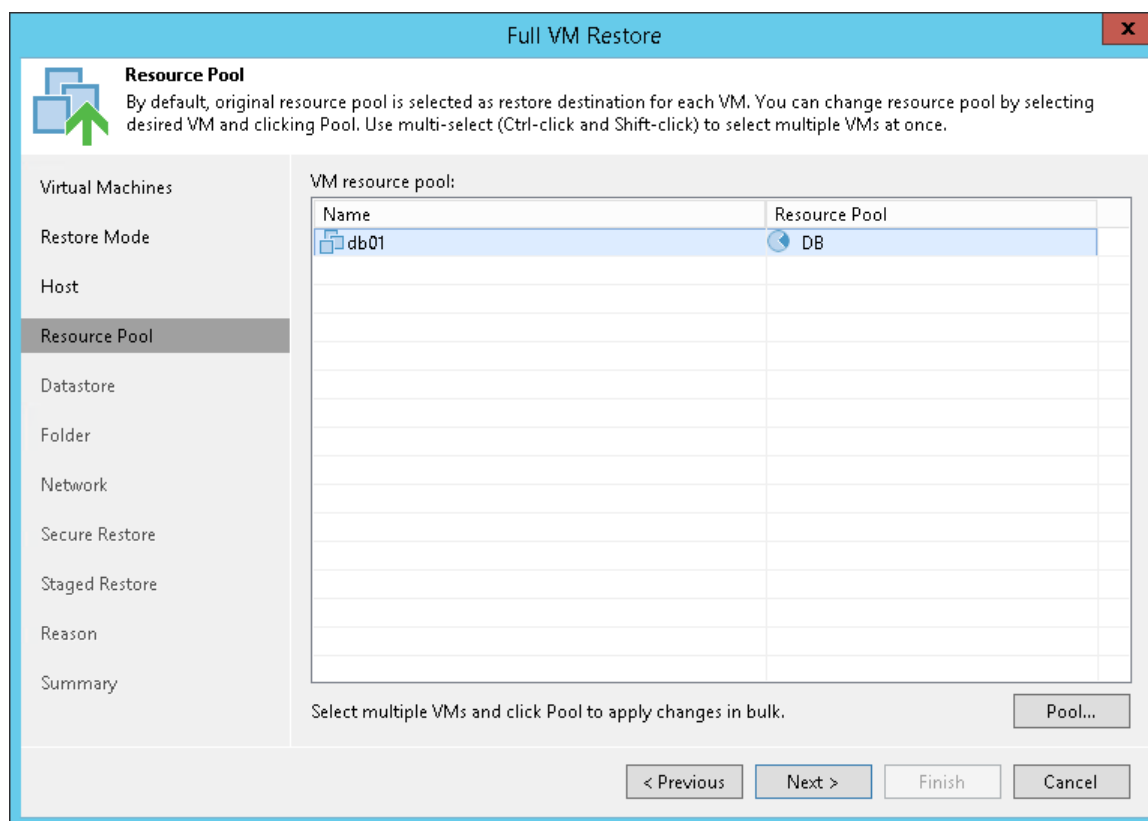 Full VM Restore
x
Resource Pool
By default, original resource pool is selected as restore destination for each VM. You can change resource pool by selecting
desired VM and clicking Pool. Use multi-select (Ctrl-click and Shift-click) to select multiple VMs at once.
Virtual Machines
Restore Mode
Host
Resource Pool
Datastore
Folder
Network
Secure Restore
Staged Restore
Reason
Summary
VM resource pool:
Name Resource Pool
db01 DB
Select multiple VMs and click Pool to apply changes in bulk.
Pool...
< Previous Next > Finish Cancel